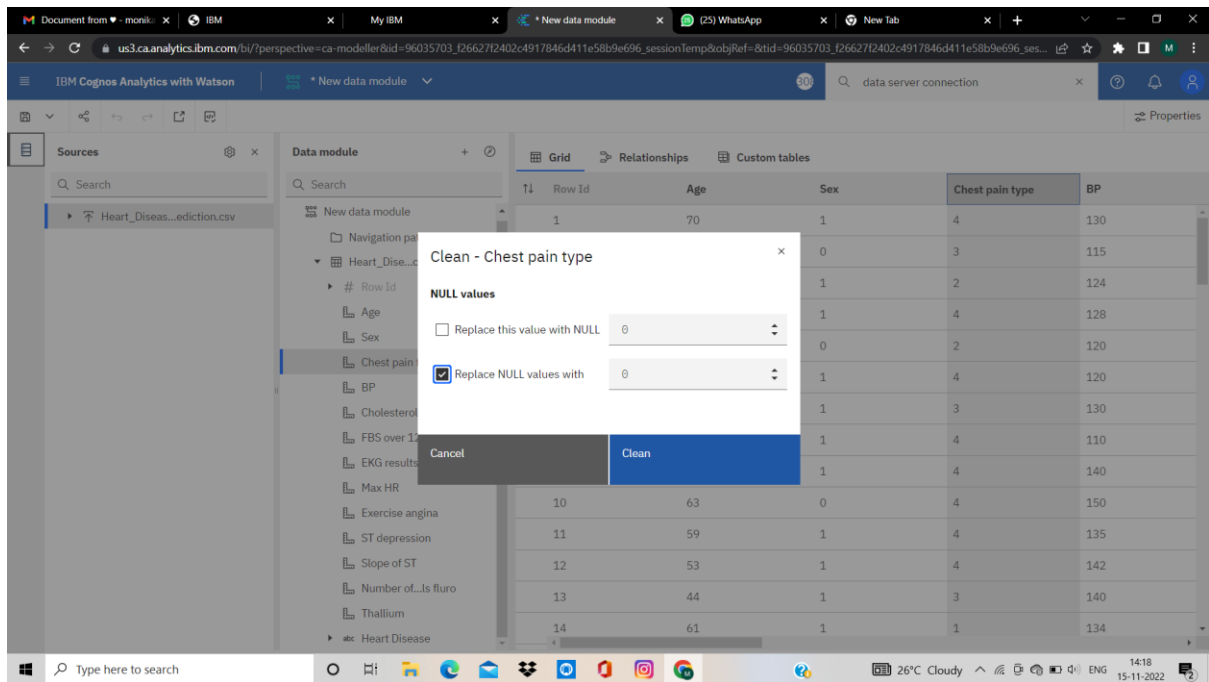 Document from ♥ - monika × IBM × My IBM × * New data module × (25) WhatsApp × New Tab × +
us3.ca.analytics.ibm.com/bi/?perspective=ca-modeller&id=96035703_f26627f2402c4917846d411e58b9e696_sessionTemp&objRef=&tid=96035703_f26627f2402c4917846d411e58b9e696_ses... M
IBM Cognos Analytics with Watson * New data module data server connection ×
Properties
Sources × Data module + Grid Relationships Custom tables
Search Search Row Id Age Sex Chest pain type BP
Heart_Diseas...ediction.csv New data module 1 70 1 4 130
Navigation pa
Clean - Chest pain type × 0 3 115
Heart_Dise...c
Row Id NULL values 1 2 124
Age Replace this value with NULL 0 1 4 128
Sex 0 2 120
Chest pain
Replace NULL values with 0 1 4 120
BP
Cholesterol 1 3 130
FBS over 12 1 4 110
Cancel Clean
EKG results 1 4 140
Max HR
10 63 0 4 150
Exercise angina
ST depression 11 59 1 4 135
Slope of ST 12 53 1 4 142
Number of...ls fluro 13 44 1 3 140
Thallium
14 61 1 1 134
abc Heart Disease
Type here to search 26°C Cloudy ENG 14:18
15-11-2022 2